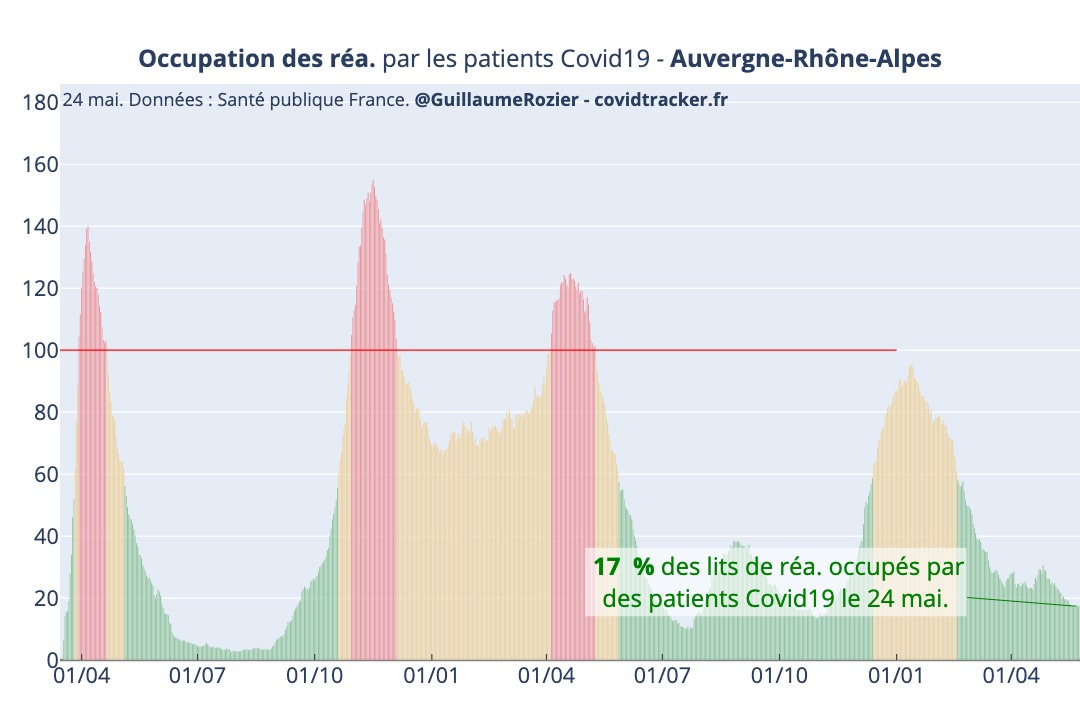 Occupation des réa. par les patients Covid19 - Auvergne-Rhône-Alpes
24 mai. Données : Santé publique France. @GuillaumeRozier - covidtracker.fr
180
160
140
120
100
80
60
40
20
0
17 % des lits de réa. occupés par
des patients Covid19 le 24 mai.
01/04 01/07 01/10 01/01 01/04 01/07 01/10 01/01 01/04